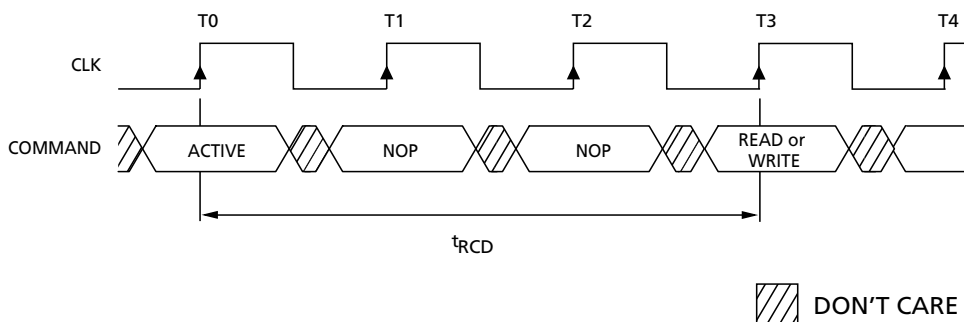 T0 T1 T2 T3 T4
CLK
COMMAND ACTIVE NOP NOP READ or
WRITE
tRCD
DON'T CARE